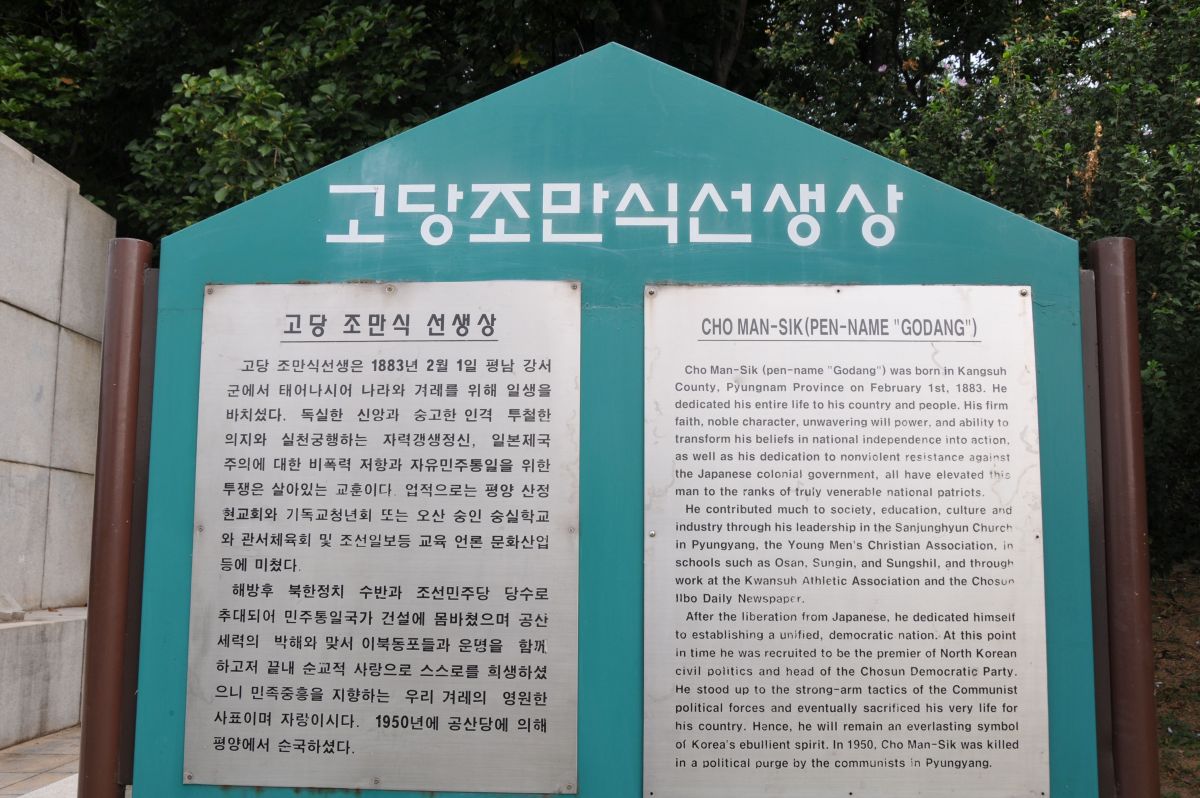 고당조만식선생상
고당 조만식 선생상
고당 조만식선생은 1883년 2월 1일 평남 강서
군에서 태어나시어 나라와 겨레를 위해 일생을
바치셨다. 독실한 신앙과 숭고한 인격 투철한
의지와 실천궁행하는 자력갱생정신, 일본제국
주의에 대한 비폭력 저항과 자유민주통일을 위한
투쟁은 살아있는 교훈이다. 업적으로는 평양 산정
현교회와 기독교청년회 또는 오산 숭인 숭실학교
와 관서체육회 및 조선일보등 교육 언론 문화산업
등에 미쳤다.
해방후 북한정치 수반과 조선민주당 당수로
추대되어 민주통일국가 건설에 몸바쳤으며 공산
세력의 박해와 맞서 이북동포들과 운명을 함께
하고저 끝내 순교적 사랑으로 스스로를 희생하셨
으니 민족중흥을 지향하는 우리 겨레의 영원한
사표이며 자랑이시다. 1950년에 공산당에 의해
평양에서 순국하셨다.
CHO MAN-SIK(PEN-NAME "GODANG")
Cho Man-Sik (pen-name "Godang") was born in Kangsuh
County, Pyungnam Province on February 1st, 1883. He
dedicated his entire life to his country and people. His firm
faith, noble character, unwavering will power, and ability to
transform his beliefs in national independence into action,
as well as his dedication to nonviolent resistance against
the Japanese colonial government, all have elevated this
man to the ranks of truly venerable national patriots.
He contributed much to society, education, culture and
industry through his leadership in the Sanjunghyun Church
in Pyungyang, the Young Men's Christian Association, in
schools such as Osan, Sungin, and Sungshil, and through
work at the Kwansuh Athletic Association and the Chosun
Ilbo Daily Newspaper.
After the liberation from Japanese, he dedicated himself
to establishing a unified, democratic nation. At this point
in time he was recruited to be the premier of North Korean
civil politics and head of the Chosun Democratic Party.
He stood up to the strong-arm tactics of the Communist
political forces and eventually sacrificed his very life for
his country. Hence, he will remain an everlasting symbol
of Korea's ebullient spirit. In 1950, Cho Man-Sik was killed
in a political purge by the communists in Pyungyang.